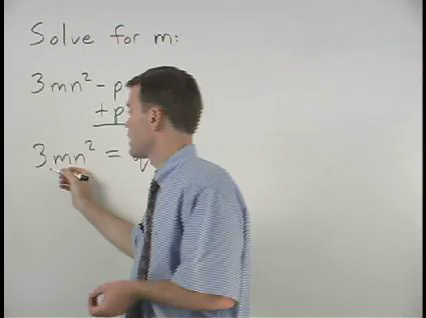 Solve for m:
3mn² - p
+ p
3mn² = q